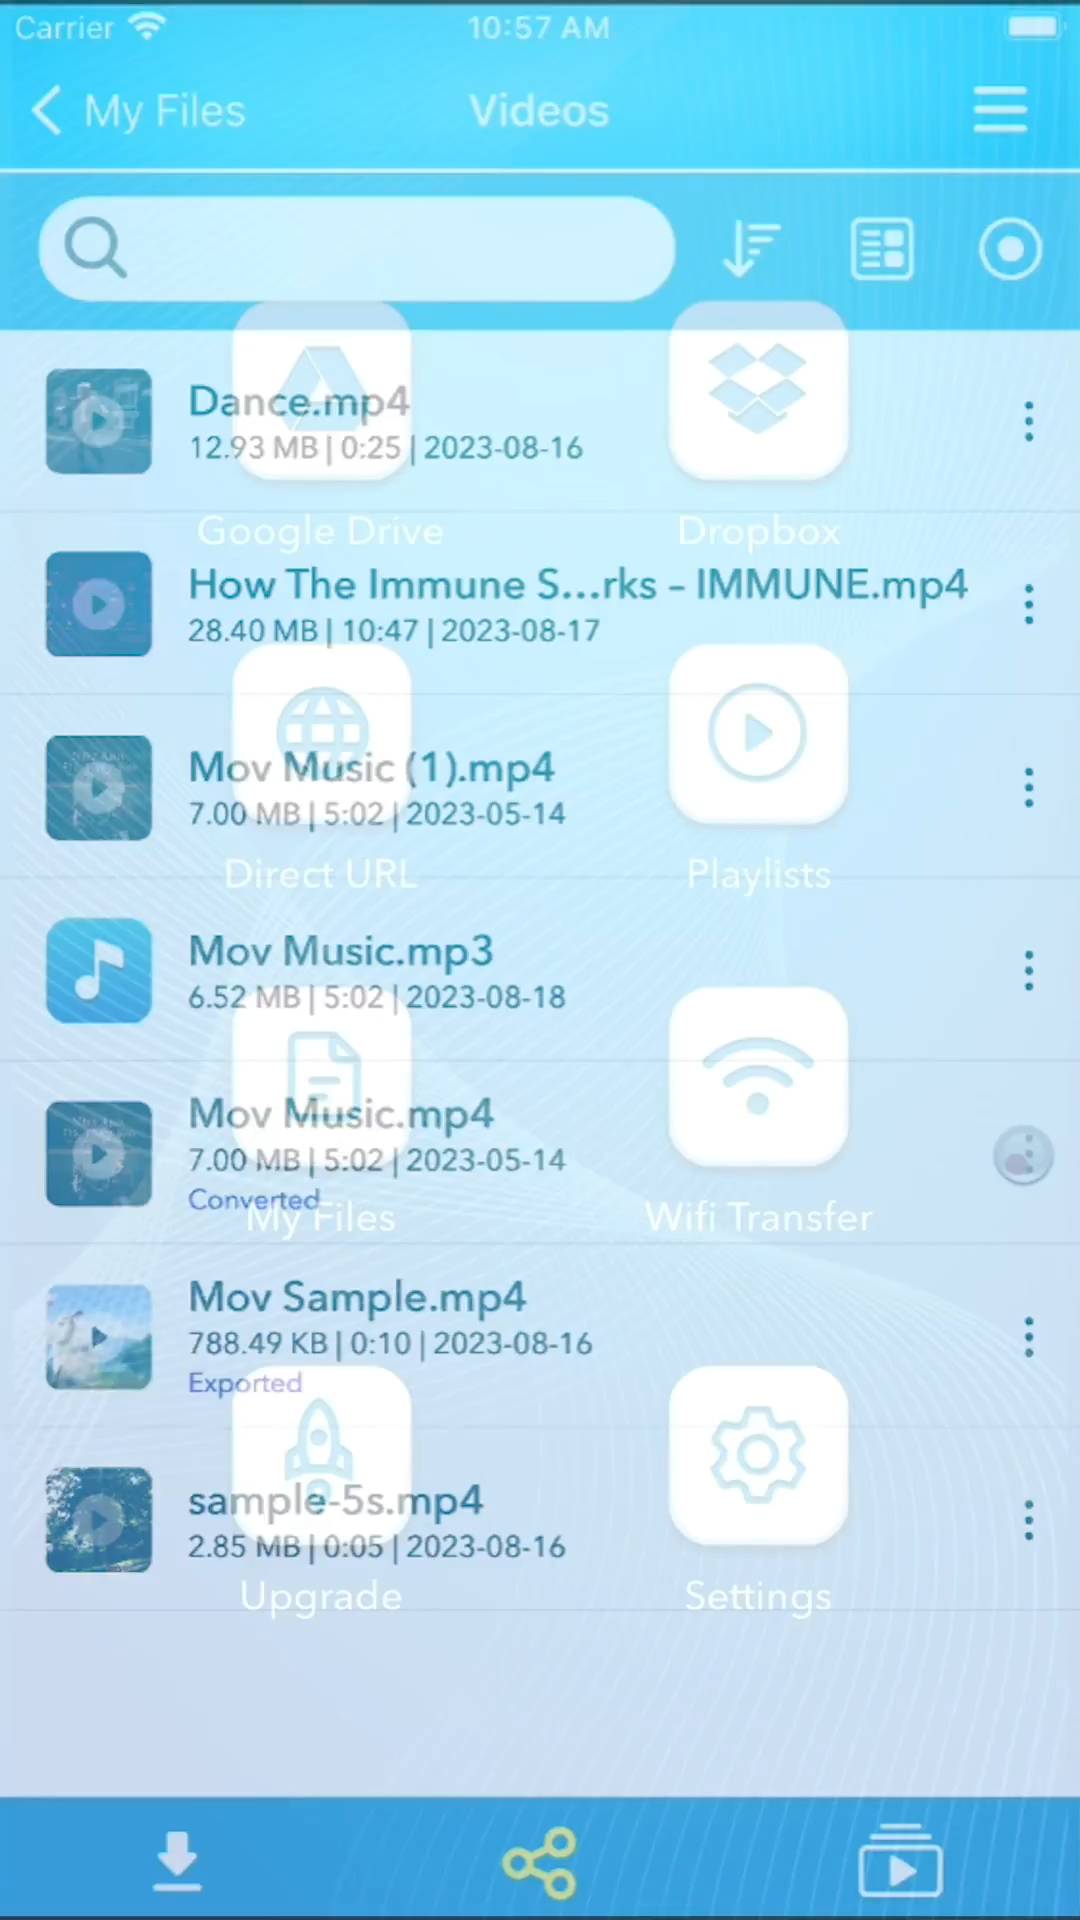 Carrier 10:57 AM
My Files Videos
Dance.mp4
12.93 MB | 0:25 | 2023-08-16
Google Drive Dropbox
How The Immune S...rks – IMMUNE.mp4
28.40 MB | 10:47 | 2023-08-17
Mov Music (1).mp4
7.00 MB | 5:02 | 2023-05-14
Direct URL Playlists
Mov Music.mp3
6.52 MB | 5:02 | 2023-08-18
Mov Music.mp4
7.00 MB | 5:02 | 2023-05-14
Converted
My Files Wifi Transfer
Mov Sample.mp4
788.49 KB | 0:10 | 2023-08-16
Exported
sample-5s.mp4
2.85 MB | 0:05 | 2023-08-16
Upgrade Settings